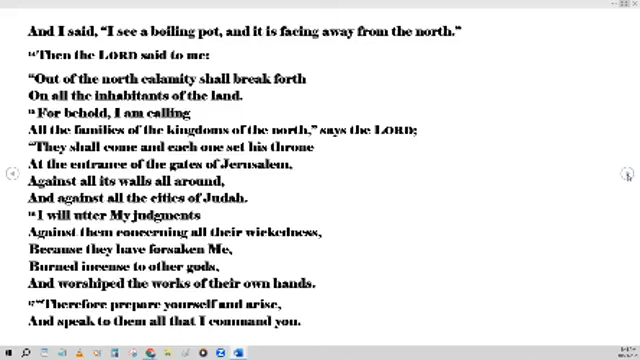 And I said, “I see a boiling pot, and it is facing away from the north.”
14 Then the LORD said to me:
“Out of the north calamity shall break forth
On all the inhabitants of the land.
15 For behold, I am calling
All the families of the kingdoms of the north,” says the LORD;
“They shall come and each one set his throne
At the entrance of the gates of Jerusalem,
Against all its walls all around,
And against all the cities of Judah.
16 I will utter My judgments
Against them concerning all their wickedness,
Because they have forsaken Me,
Burned incense to other gods,
And worshiped the works of their own hands.
17 “Therefore prepare yourself and arise,
And speak to them all that I command you.